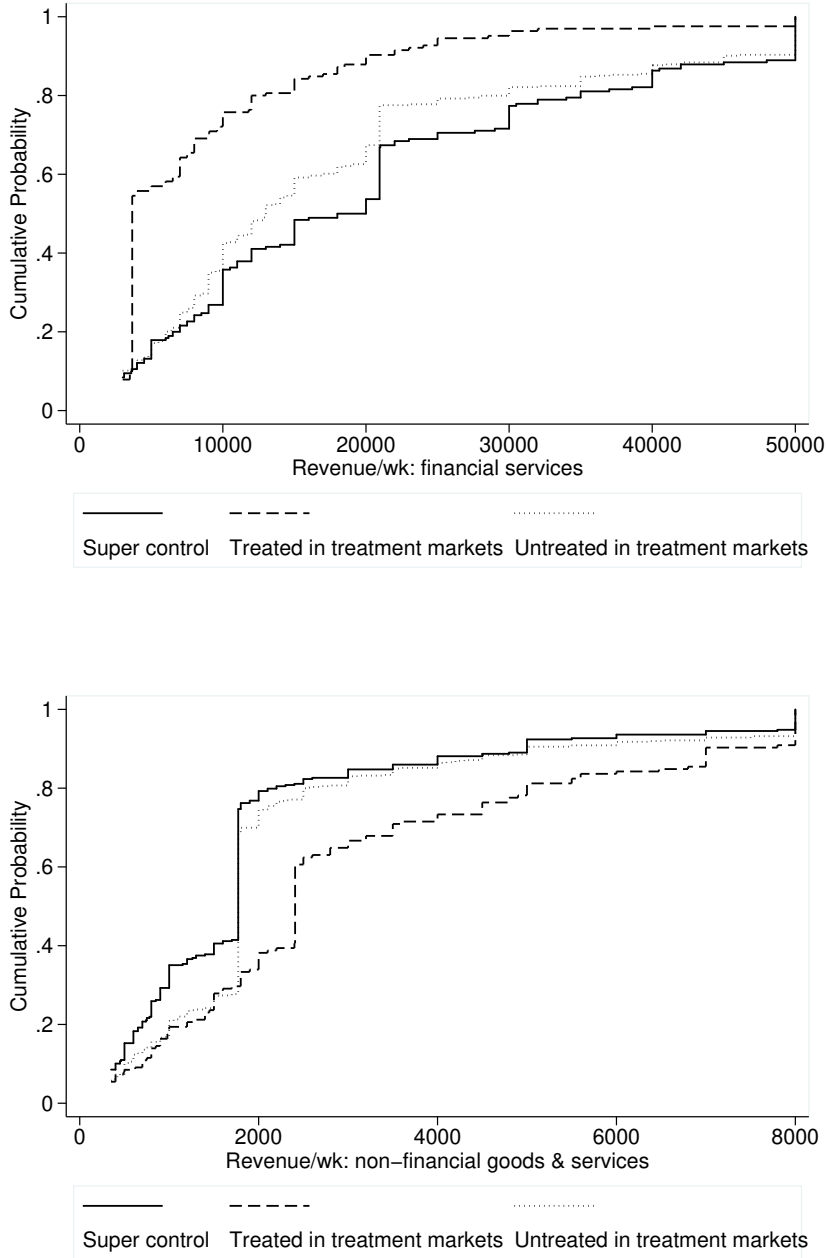 1
.8
.6
.4
.2
0
Cumulative Probability
0 10000 20000 30000 40000 50000
Revenue/wk: financial services
Super control Treated in treatment markets Untreated in treatment markets
1
.8
.6
.4
.2
0
Cumulative Probability
0 2000 4000 6000 8000
Revenue/wk: non−financial goods & services
Super control Treated in treatment markets Untreated in treatment markets